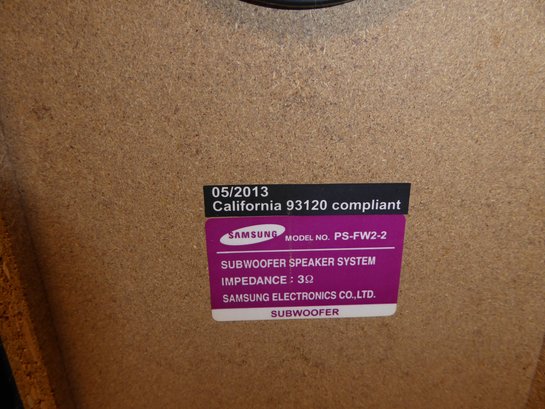 05/2013
California 93120 compliant
SAMSUNG MODEL NO. PS-FW2-2
SUBWOOFER SPEAKER SYSTEM
IMPEDANCE : 3Ω
SAMSUNG ELECTRONICS CO.,LTD.
SUBWOOFER